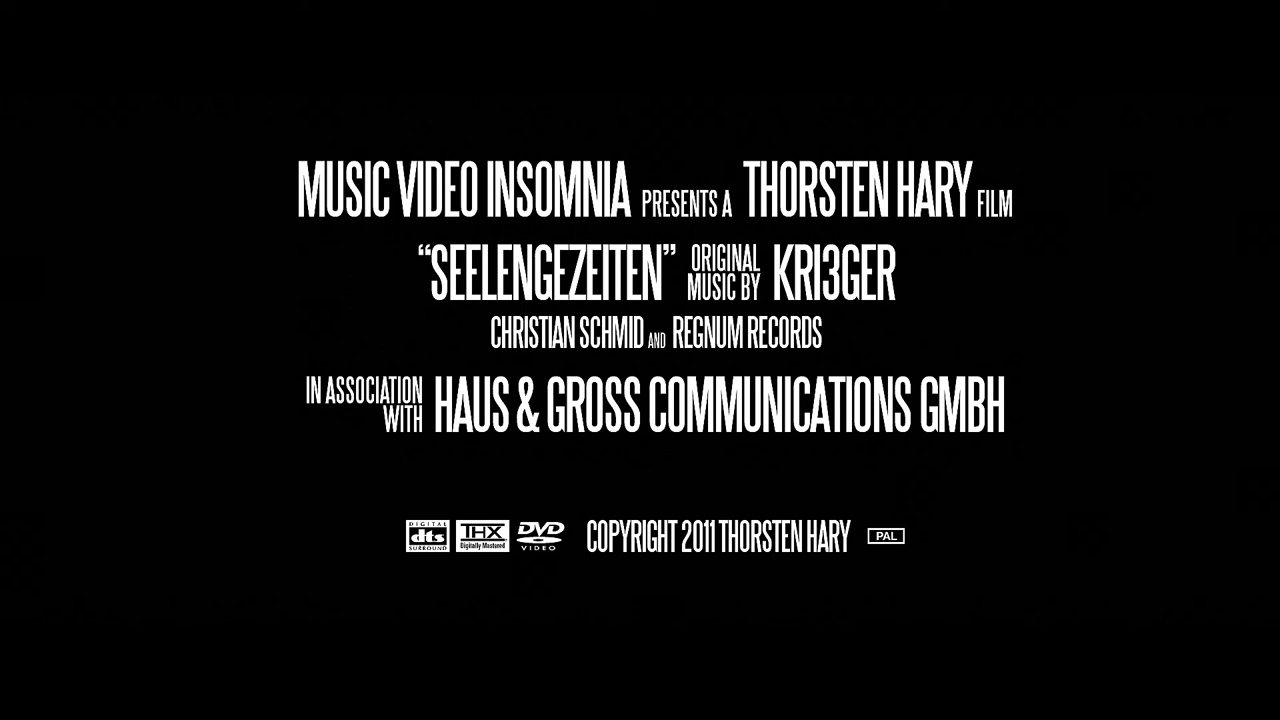 MUSIC VIDEO INSOMNIA PRESENTS A THORSTEN HARY FILM
“SEELENGEZEITEN” ORIGINAL MUSIC BY KRI3GER
CHRISTIAN SCHMID AND REGNUM RECORDS
IN ASSOCIATION WITH HAUS & GROSS COMMUNICATIONS GMBH
DIGITAL dts SURROUND THX Digitally Mastered DVD VIDEO COPYRIGHT 2011 THORSTEN HARY PAL